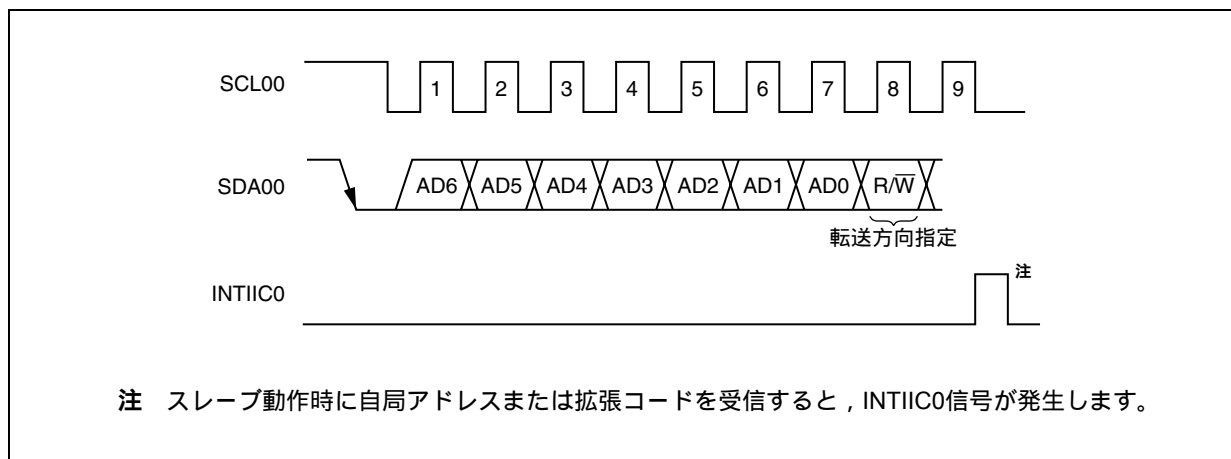 SCL00 1 2 3 4 5 6 7 8 9
SDA00 AD6 AD5 AD4 AD3 AD2 AD1 AD0 R/W̅
転送方向指定
注
INTIIC0
注 スレーブ動作時に自局アドレスまたは拡張コードを受信すると，INTIIC0信号が発生します。